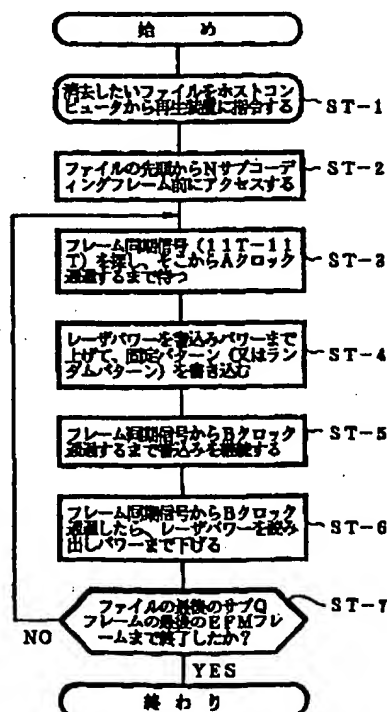 始め
消去したいファイルをホストコン
ピュータから再生装置に指令する
ST-1
ファイルの先頭からNサブコーデ
ィングフレーム前にアクセスする
ST-2
フレーム同期信号(11T-11
T)を探し、そこからAクロック
通過するまで待つ
ST-3
レーザパワーを書込みパワーまで
上げて、固定パターン(又はラン
ダムパターン)を書き込む
ST-4
フレーム同期信号からBクロック
通過するまで書込みを継続する
ST-5
フレーム同期信号からBクロック
通過したら、レーザパワーを読み
出しパワーまで下げる
ST-6
ファイルの最後のサブQ
フレームの最後のEFMフレ
ームまで終了したか?
ST-7
NO
YES
終わり